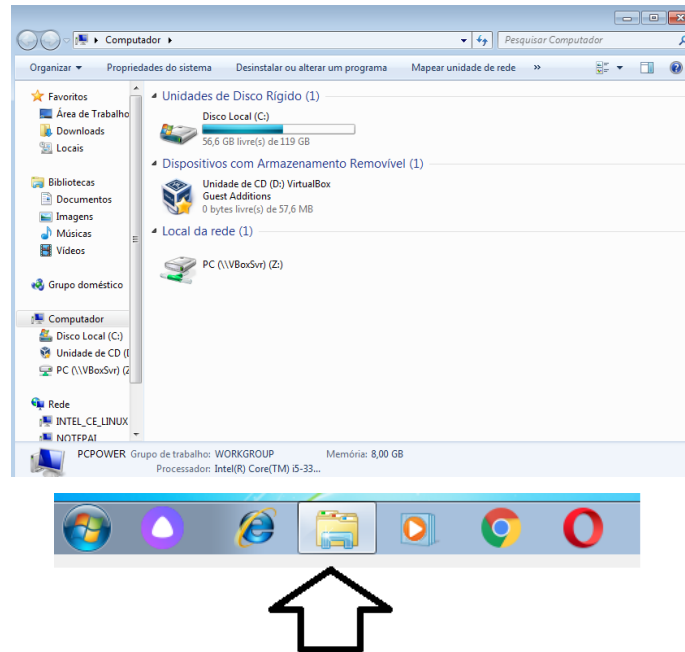 Computador
Pesquisar Computador
Organizar
Propriedades do sistema
Desinstalar ou alterar um programa
Mapear unidade de rede
»
Favoritos
Área de Trabalho
Downloads
Locais
Bibliotecas
Documentos
Imagens
Músicas
Vídeos
Grupo doméstico
Computador
Disco Local (C:)
Unidade de CD (
PC (\\VBoxSvr) (Z
Rede
INTEL_CE_LINUX
NOTEPAI
Unidades de Disco Rígido (1)
Disco Local (C:)
56,6 GB livre(s) de 119 GB
Dispositivos com Armazenamento Removível (1)
Unidade de CD (D:) VirtualBox
Guest Additions
0 bytes livre(s) de 57,6 MB
Local da rede (1)
PC (\\VBoxSvr) (Z:)
PCPOWER Grupo de trabalho: WORKGROUP Memória: 8,00 GB
Processador: Intel(R) Core(TM) i5-33...